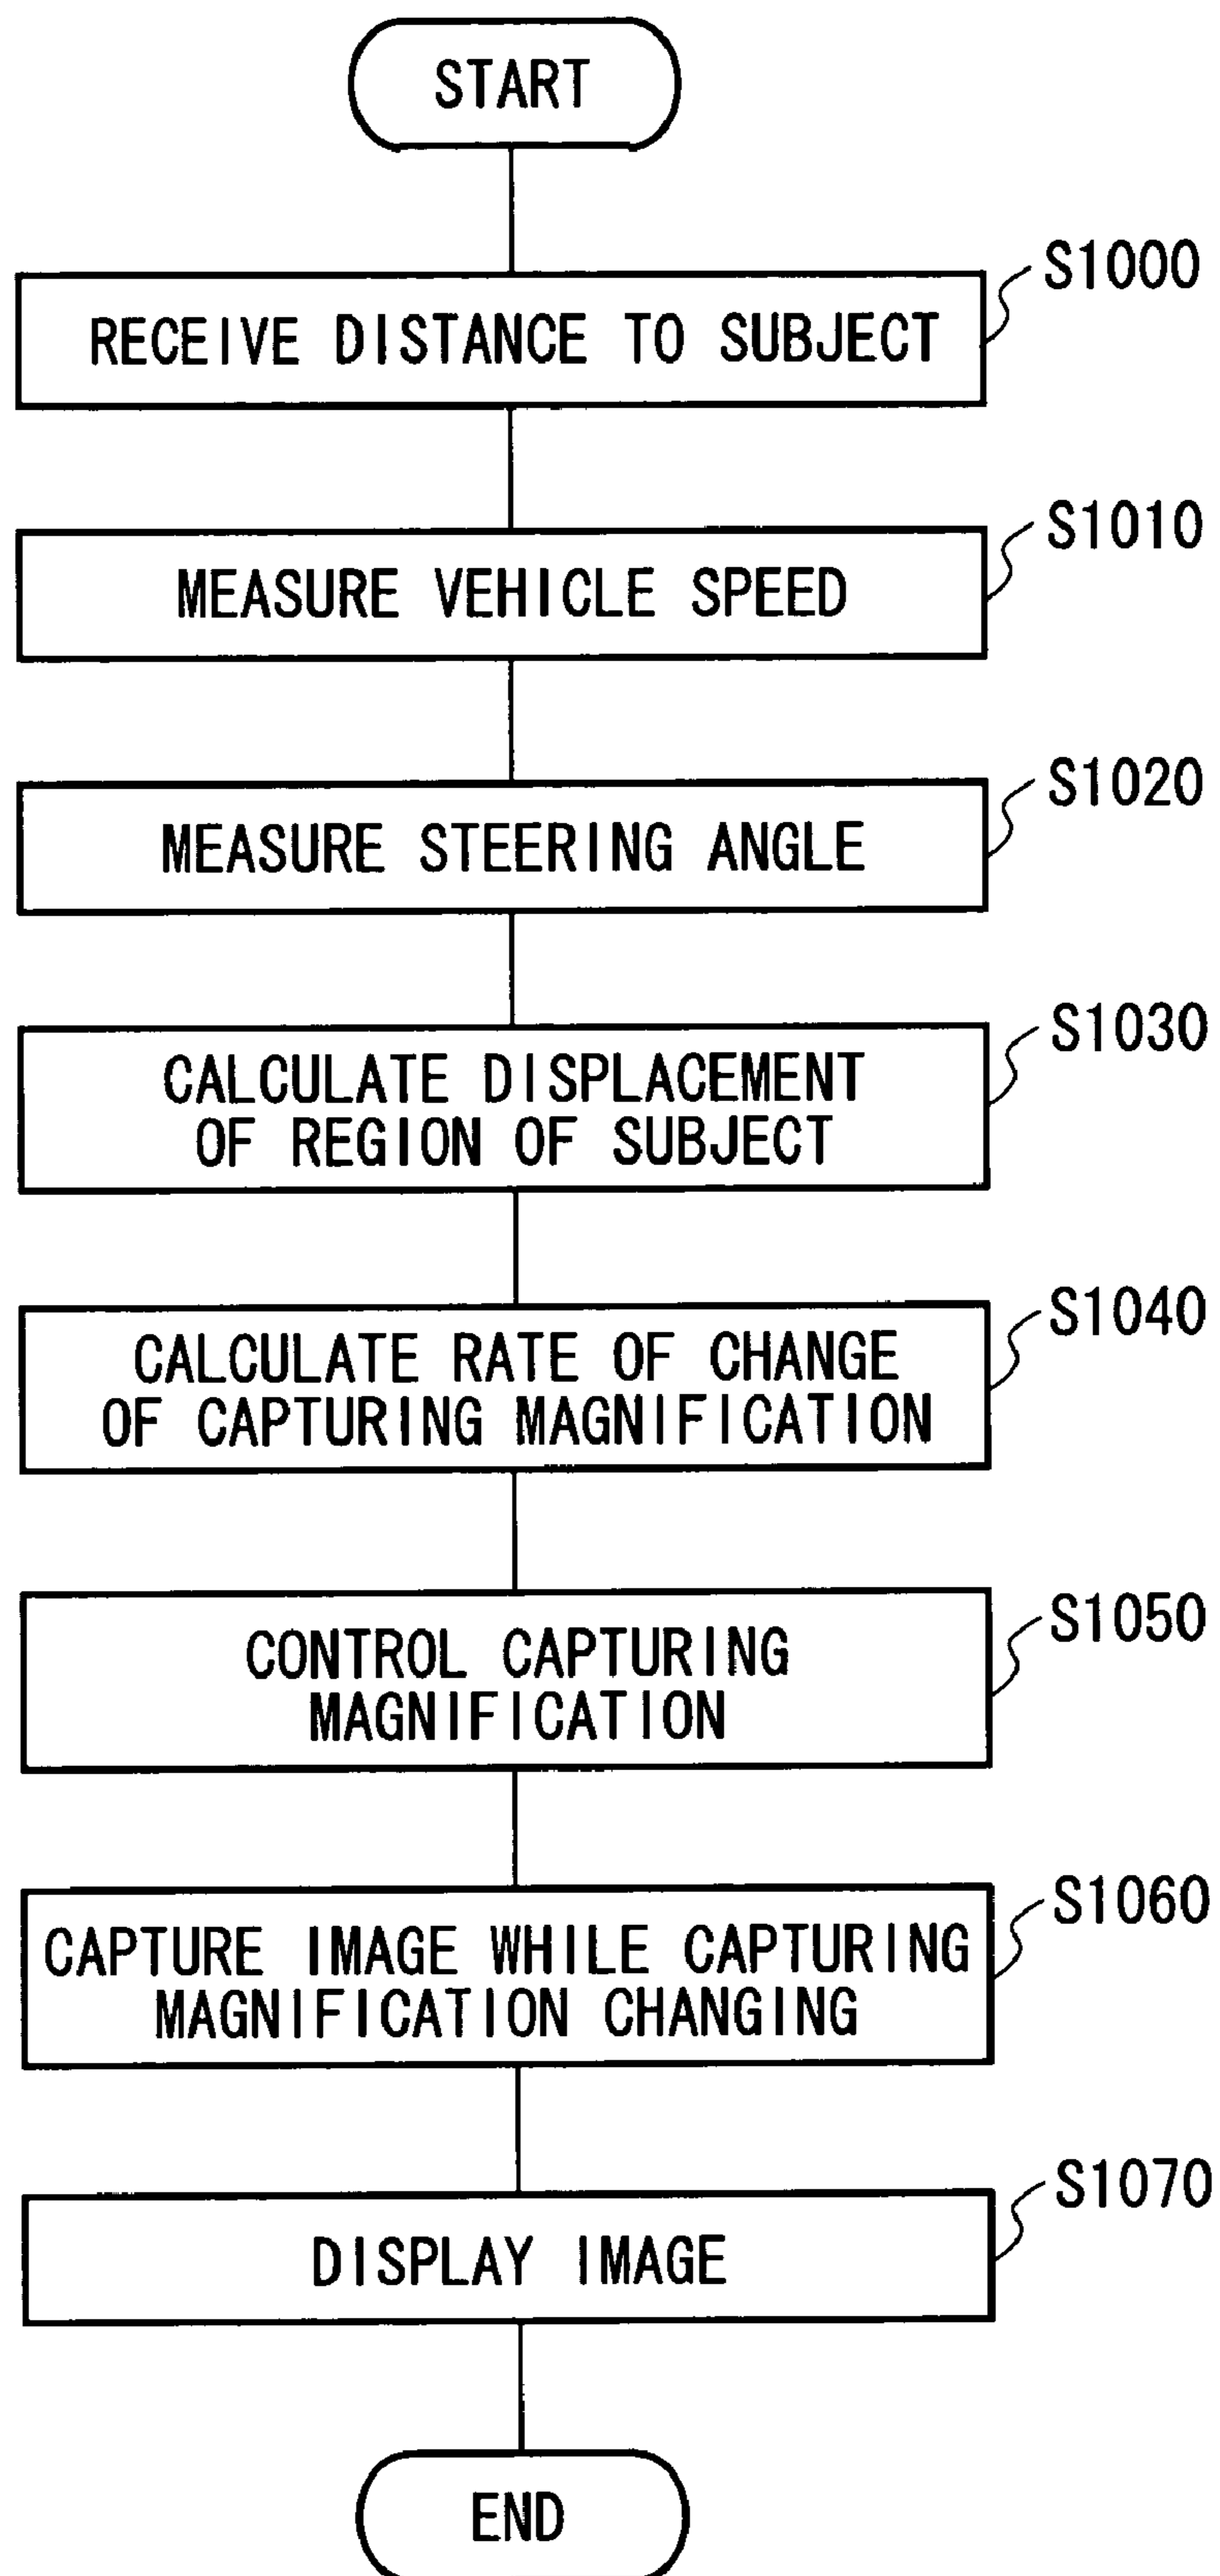 START
S1000
RECEIVE DISTANCE TO SUBJECT
S1010
MEASURE VEHICLE SPEED
S1020
MEASURE STEERING ANGLE
S1030
CALCULATE DISPLACEMENT
OF REGION OF SUBJECT
S1040
CALCULATE RATE OF CHANGE
OF CAPTURING MAGNIFICATION
S1050
CONTROL CAPTURING
MAGNIFICATION
S1060
CAPTURE IMAGE WHILE CAPTURING
MAGNIFICATION CHANGING
S1070
DISPLAY IMAGE
END